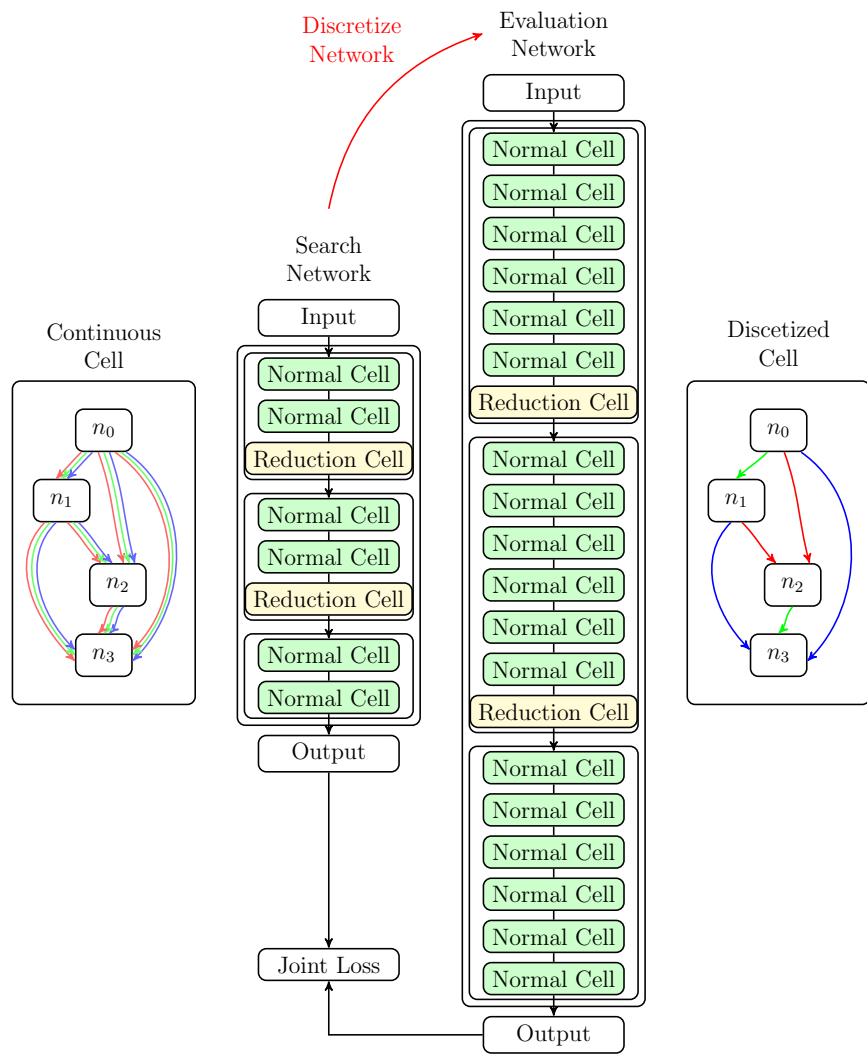 Discretize
Network
Evaluation
Network
Input
Normal Cell
Normal Cell
Normal Cell
Normal Cell
Normal Cell
Normal Cell
Reduction Cell
Normal Cell
Normal Cell
Normal Cell
Normal Cell
Normal Cell
Normal Cell
Reduction Cell
Normal Cell
Normal Cell
Normal Cell
Normal Cell
Normal Cell
Normal Cell
Output
Search
Network
Input
Normal Cell
Normal Cell
Reduction Cell
Normal Cell
Normal Cell
Reduction Cell
Normal Cell
Normal Cell
Output
Joint Loss
Continuous
Cell
n₀
n₁
n₂
n₃
Discetized
Cell
n₀
n₁
n₂
n₃